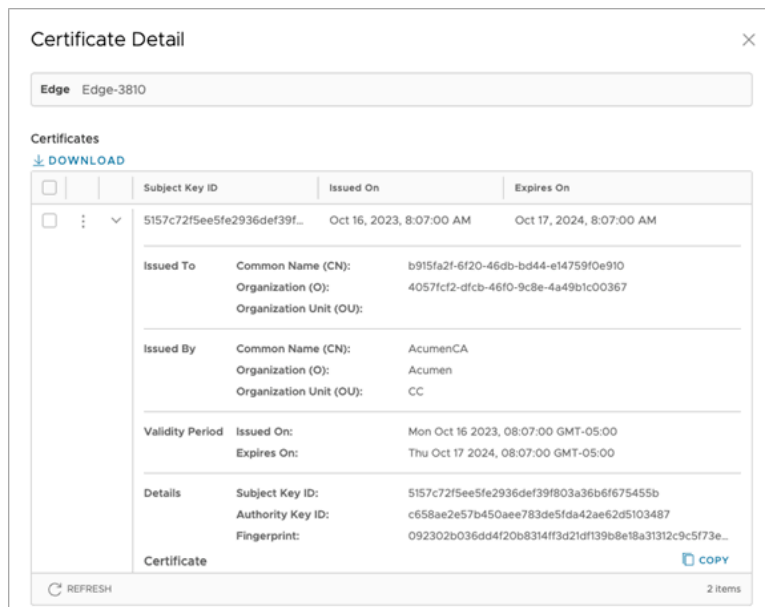 Certificate Detail
Edge Edge-3810
Certificates
DOWNLOAD
Subject Key ID Issued On Expires On
5157c72f5ee5fe2936def39f... Oct 16, 2023, 8:07:00 AM Oct 17, 2024, 8:07:00 AM
Issued To Common Name (CN): b915fa2f-6f20-46db-bd44-e14759f0e910
Organization (O): 4057fcf2-dfcb-46f0-9c8e-4a49b1c00367
Organization Unit (OU):
Issued By Common Name (CN): AcumenCA
Organization (O): Acumen
Organization Unit (OU): CC
Validity Period Issued On: Mon Oct 16 2023, 08:07:00 GMT-05:00
Expires On: Thu Oct 17 2024, 08:07:00 GMT-05:00
Details Subject Key ID: 5157c72f5ee5fe2936def39f803a36b6f675455b
Authority Key ID: c658ae2e57b450aee783de5fda42ae62d5103487
Fingerprint: 092302b036dd4f20b8314ff3d21df139b8e18a31312c9c5f73e...
Certificate COPY
REFRESH 2 items